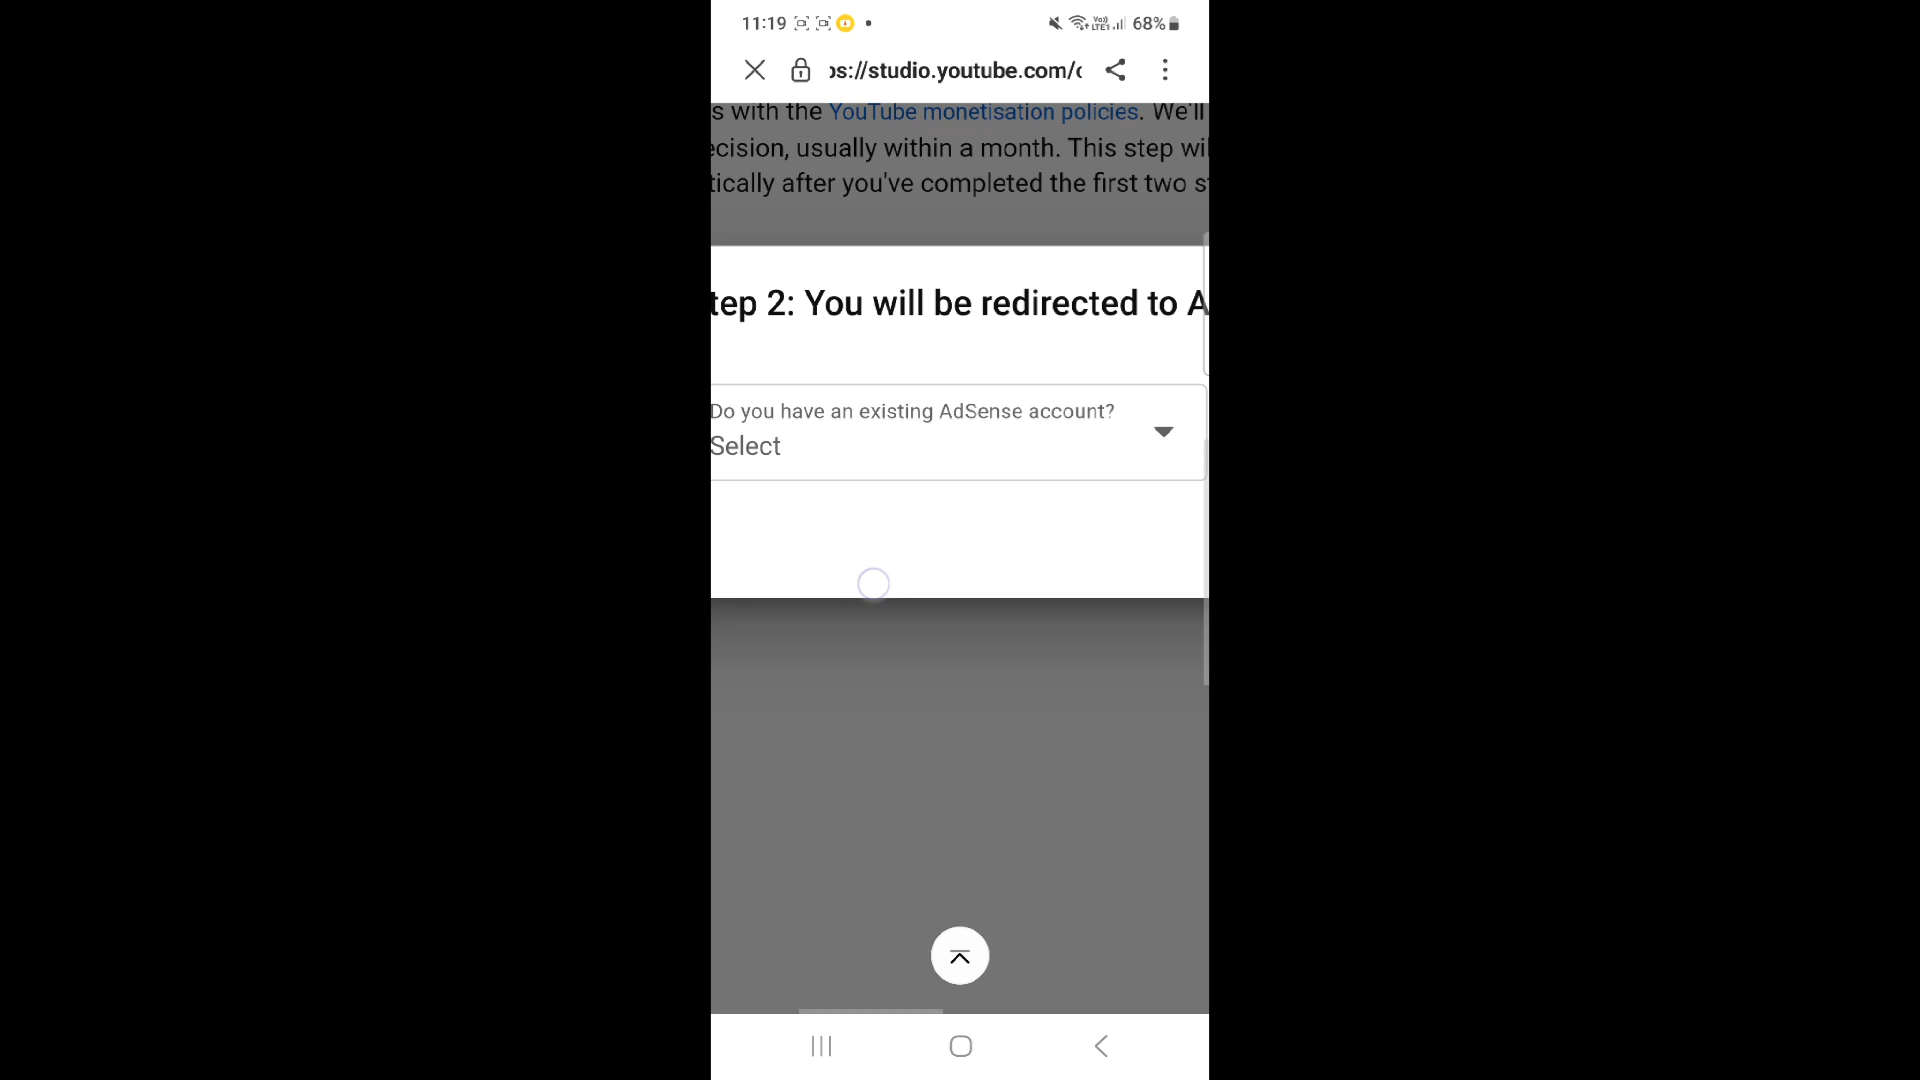 11:19 68%
ps://studio.youtube.com/
s with the YouTube monetisation policies. We'll
ecision, usually within a month. This step wil
tically after you've completed the first two s
tep 2: You will be redirected to A
Do you have an existing AdSense account?
Select